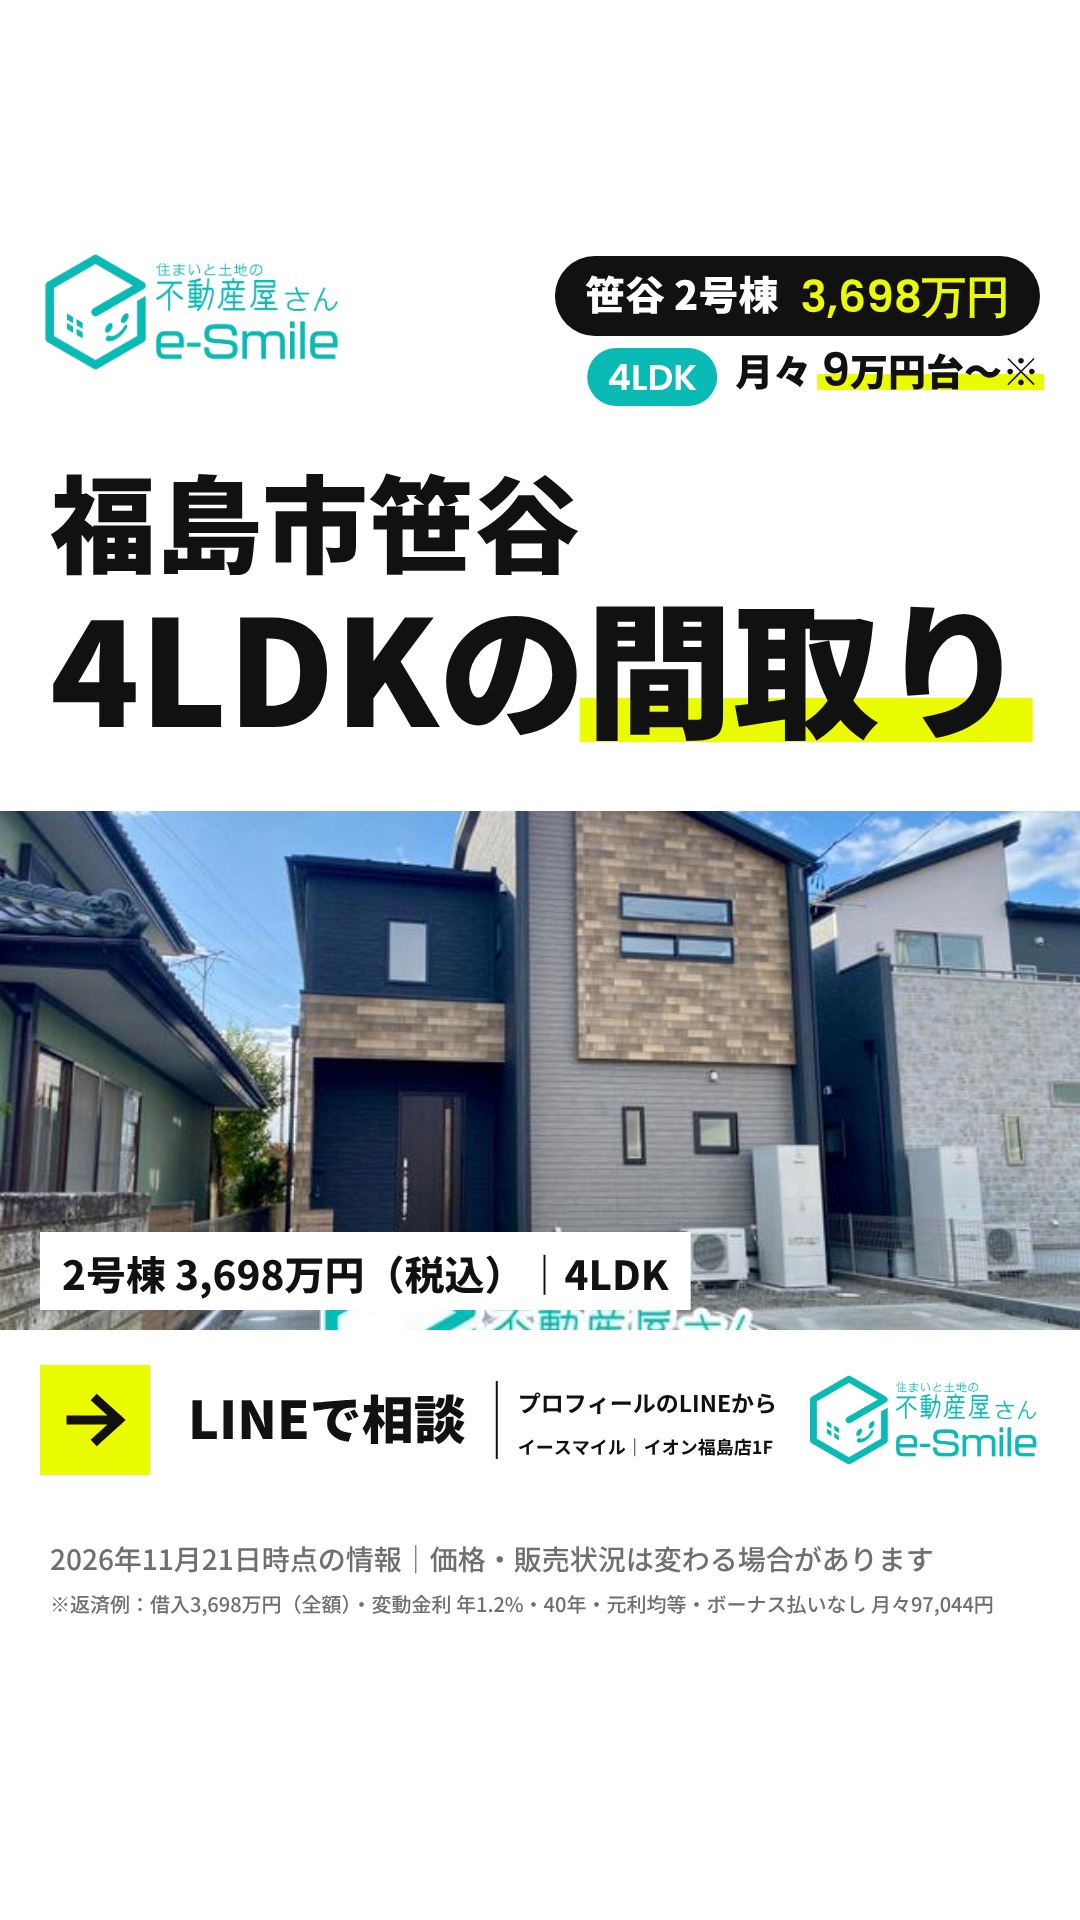 住まいと土地の
不動産屋さん
e-Smile
笹谷 2号棟 3,698万円
4LDK 月々 9万円台〜※
福島市笹谷
4LDKの間取り
2号棟 3,698万円（税込）｜4LDK
不動産屋さん
LINEで相談
プロフィールのLINEから
イースマイル｜イオン福島店1F
住まいと土地の
不動産屋さん
e-Smile
2026年11月21日時点の情報｜価格・販売状況は変わる場合があります
※返済例：借入3,698万円（全額）・変動金利 年1.2%・40年・元利均等・ボーナス払いなし 月々97,044円